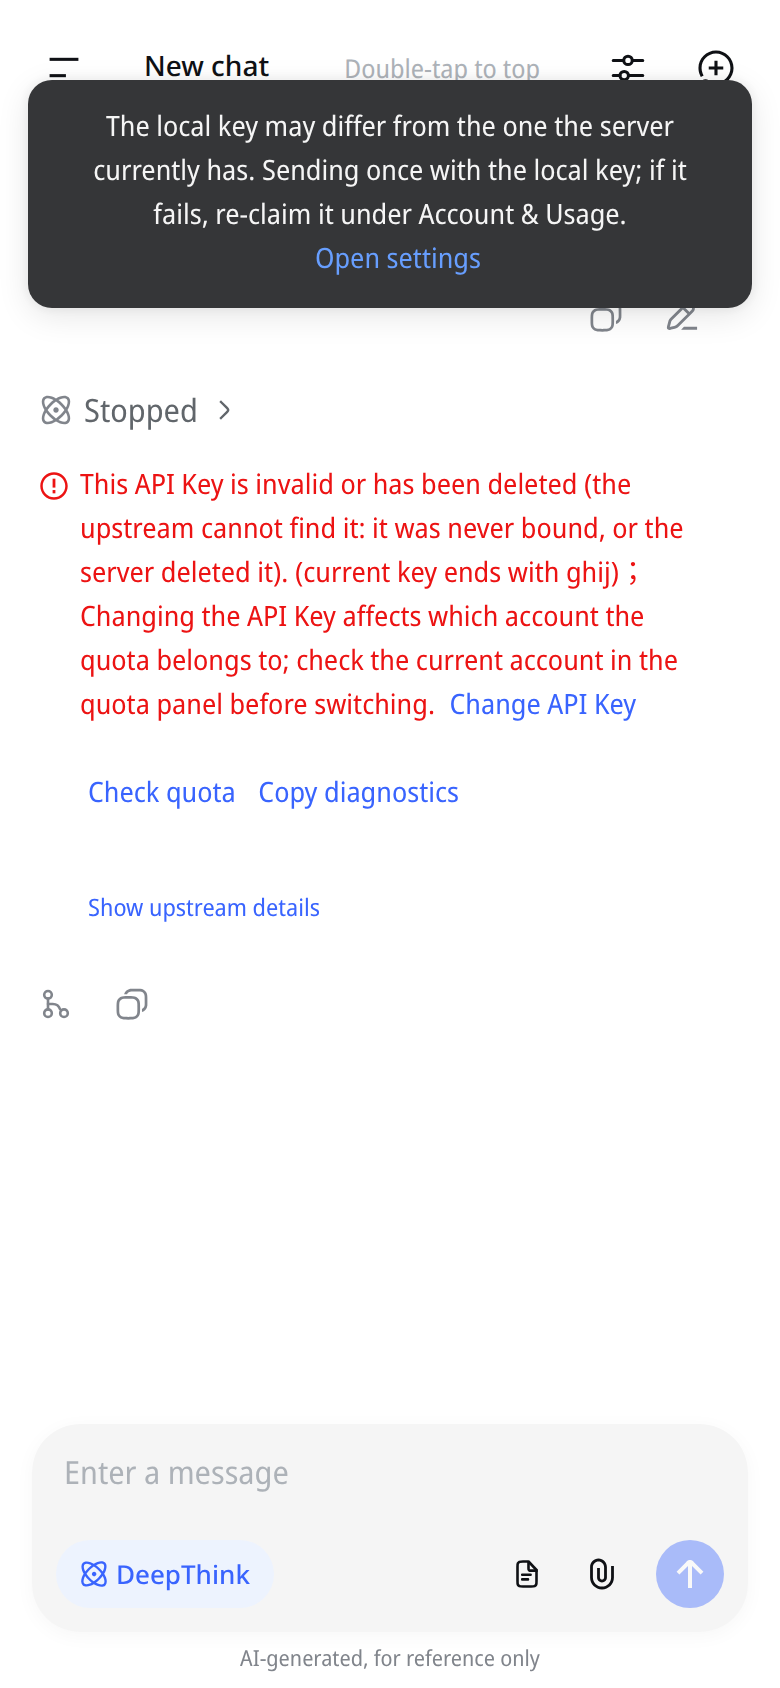 New chat
Double-tap to top
The local key may differ from the one the server
currently has. Sending once with the local key; if it
fails, re-claim it under Account & Usage.
Open settings
Stopped
This API Key is invalid or has been deleted (the
upstream cannot find it: it was never bound, or the
server deleted it). (current key ends with ghij)；
Changing the API Key affects which account the
quota belongs to; check the current account in the
quota panel before switching. Change API Key
Check quota Copy diagnostics
Show upstream details
Enter a message
DeepThink
AI-generated, for reference only